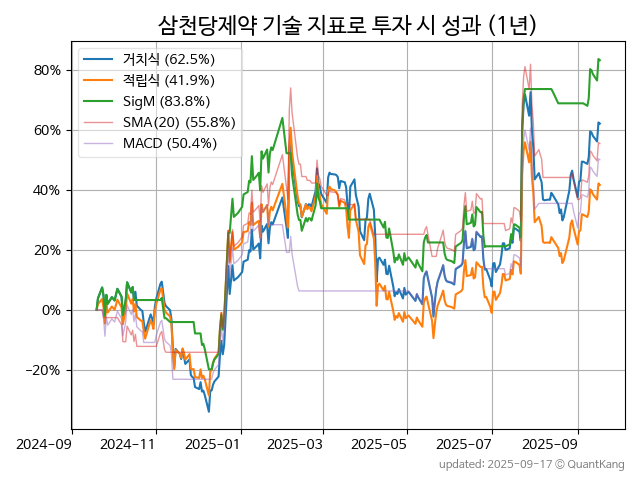 삼천당제약 기술 지표로 투자 시 성과 (1년)
거치식 (62.5%)
적립식 (41.9%)
SigM (83.8%)
SMA(20) (55.8%)
MACD (50.4%)
80%
60%
40%
20%
0%
−20%
2024-09 2024-11 2025-01 2025-03 2025-05 2025-07 2025-09
updated: 2025-09-17 © QuantKang